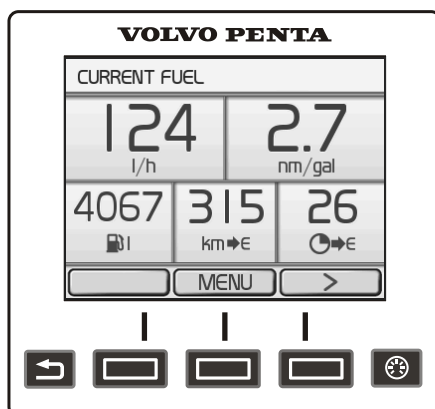 VOLVO PENTA
CURRENT FUEL
124 2.7
l/h nm/gal
4067 315 26
l km➡E ➡E
MENU >